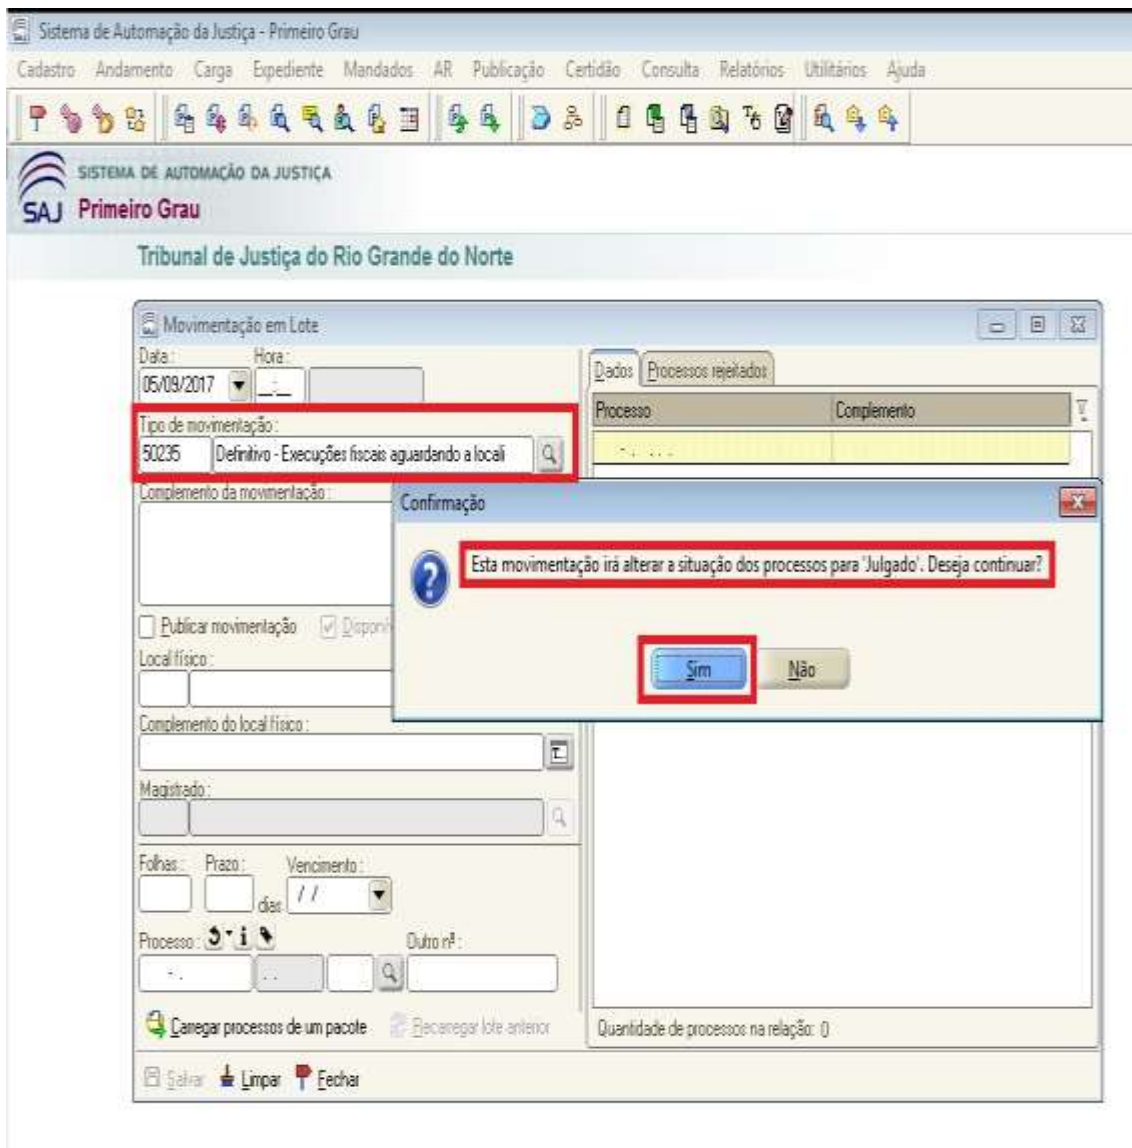 Sistema de Automação da Justiça - Primeiro Grau
Cadastro Andamento Carga Expediente Mandados AR Publicação Certidão Consulta Relatórios Utilitários Ajuda
SISTEMA DE AUTOMAÇÃO DA JUSTIÇA
SAJ Primeiro Grau
Tribunal de Justiça do Rio Grande do Norte
Movimentação em Lote
Data : Hora :
05/09/2017 __:__
Dados Processos rejeitados
Processo Complemento
Tipo de movimentação :
50235 Definitivo - Execuções fiscais aguardando a locali
Complemento da movimentação :
Confirmação
Esta movimentação irá alterar a situação dos processos para 'Julgado'. Deseja continuar?
Sim Não
Publicar movimentação Disponí
Local físico :
Complemento do local físico :
Magistrado :
Folhas : Prazo : Vencimento :
dias / /
Processo : Outro nº :
Carregar processos de um pacote Recarregar lote anterior
Quantidade de processos na relação: 0
Salvar Limpar Fechar